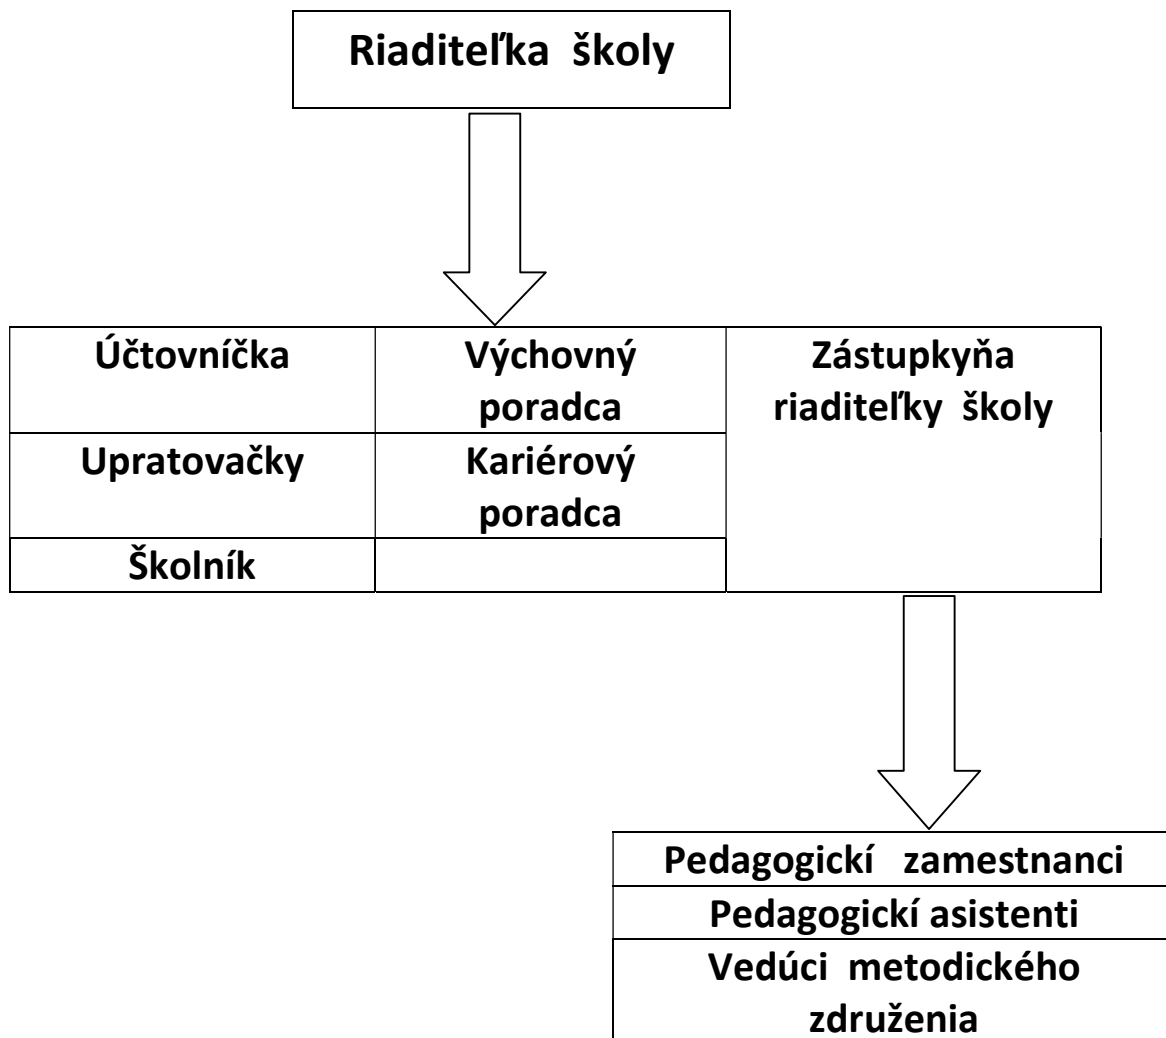 Riaditeľka školy
Účtovníčka
Výchovný
poradca
Zástupkyňa
riaditeľky školy
Upratovačky
Kariérový
poradca
Školník
Pedagogickí zamestnanci
Pedagogickí asistenti
Vedúci metodického
združenia